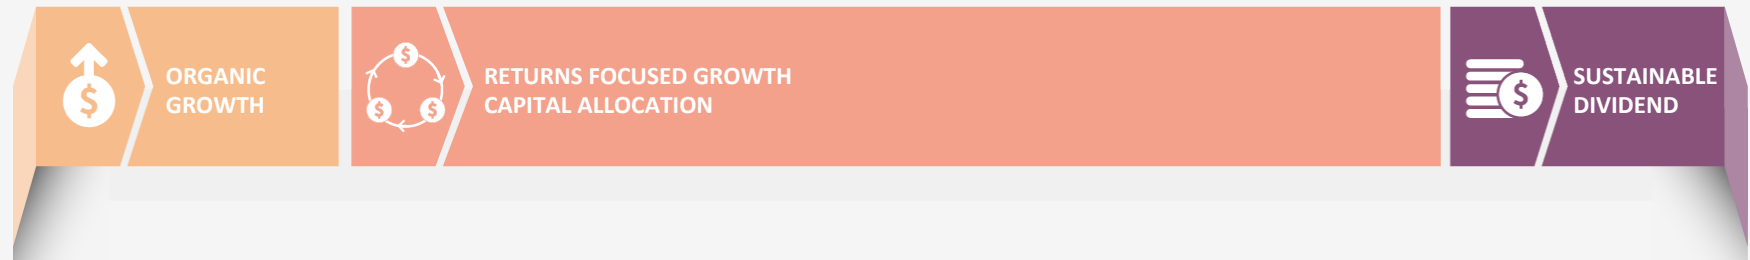 ORGANIC
GROWTH
RETURNS FOCUSED GROWTH
CAPITAL ALLOCATION
SUSTAINABLE
DIVIDEND